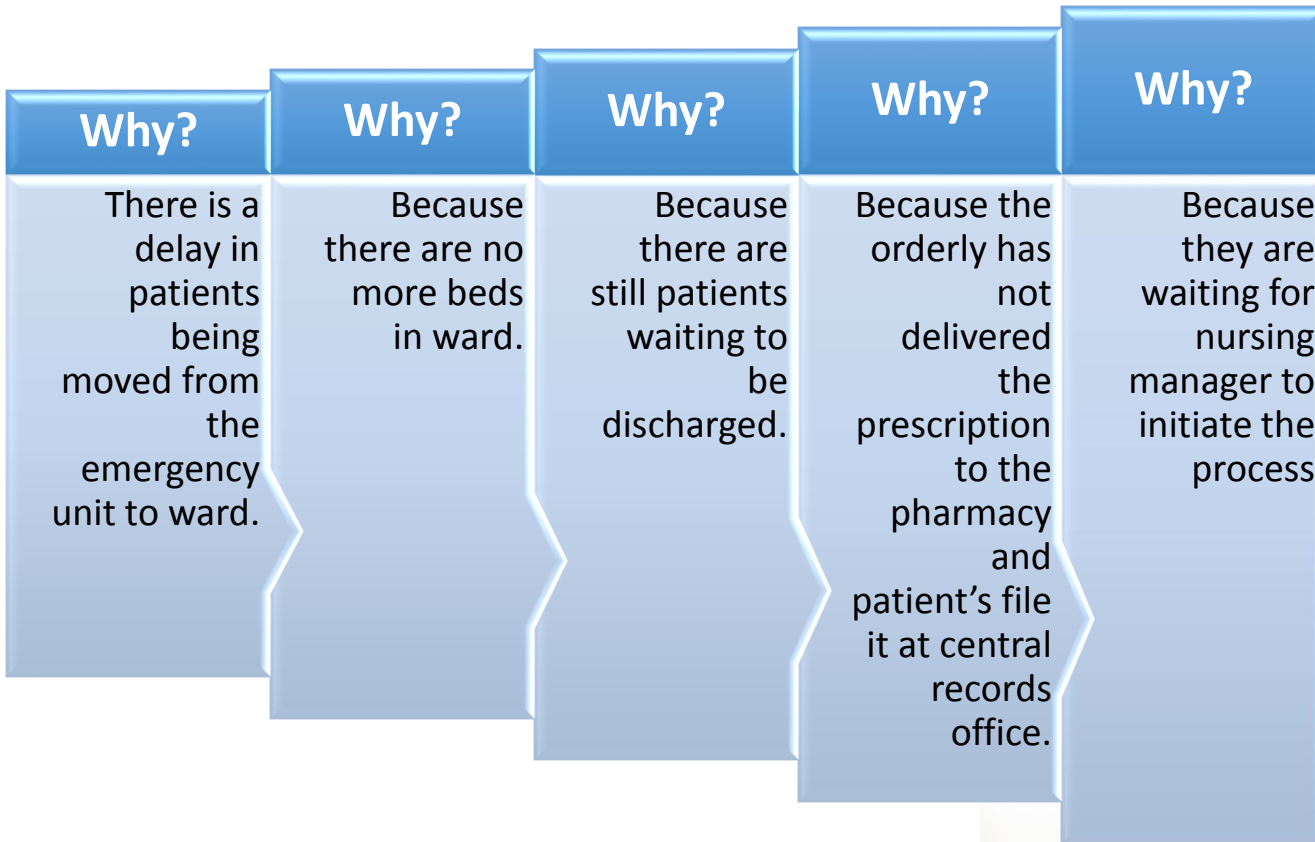 Why?
There is a
delay in
patients
being
moved from
the
emergency
unit to ward.
Why?
Because
there are no
more beds
in ward.
Why?
Because
there are
still patients
waiting to
be
discharged.
Why?
Because the
orderly has
not
delivered
the
prescription
to the
pharmacy
and
patient’s file
it at central
records
office.
Why?
Because
they are
waiting for
nursing
manager to
initiate the
process